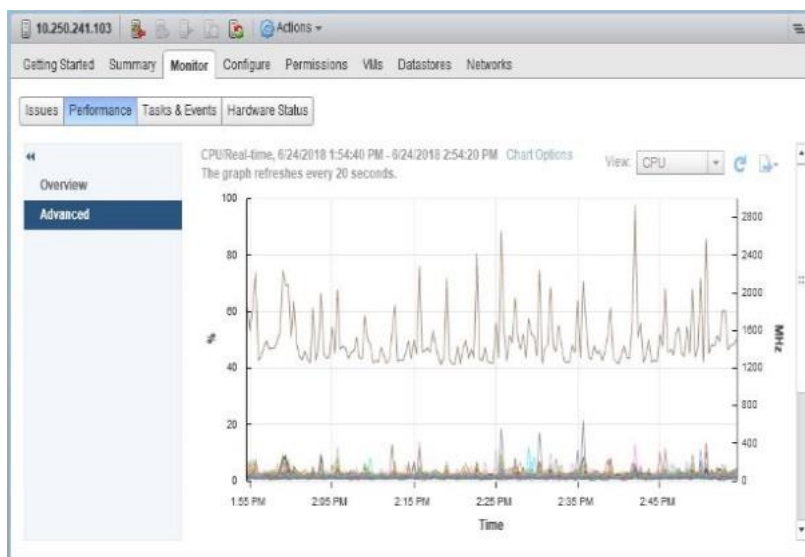 10.250.241.103 Actions
Getting Started Summary Monitor Configure Permissions VMs Datastores Networks
Issues Performance Tasks & Events Hardware Status
CPU/Real-time, 6/24/2018 1:54:40 PM - 6/24/2018 2:54:20 PM Chart Options View: CPU
The graph refreshes every 20 seconds.
Overview
Advanced
100
80
60
40
20
0
%
2800
2400
2000
1600
1200
800
400
0
MHz
1:55 PM 2:05 PM 2:15 PM 2:25 PM 2:35 PM 2:45 PM
Time